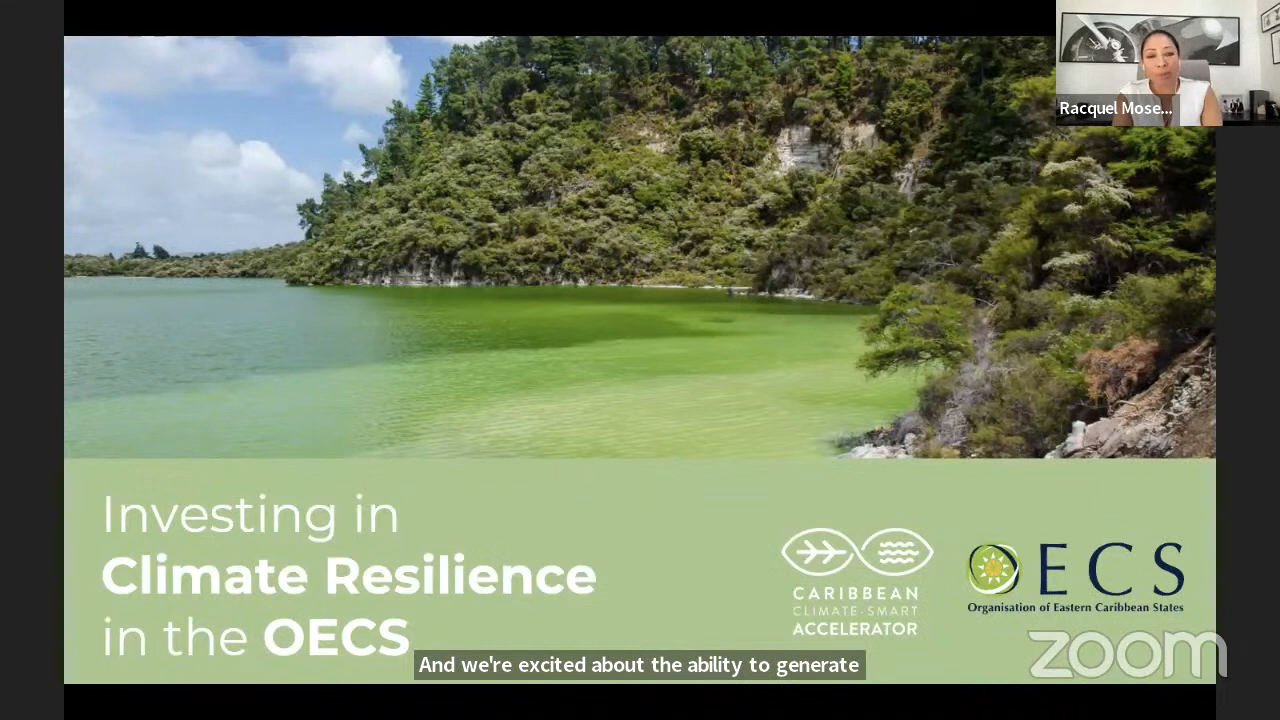 Racquel Mose...
Investing in
Climate Resilience
in the OECS
CARIBBEAN
CLIMATE-SMART
ACCELERATOR
OECS
Organisation of Eastern Caribbean States
zoom
And we're excited about the ability to generate